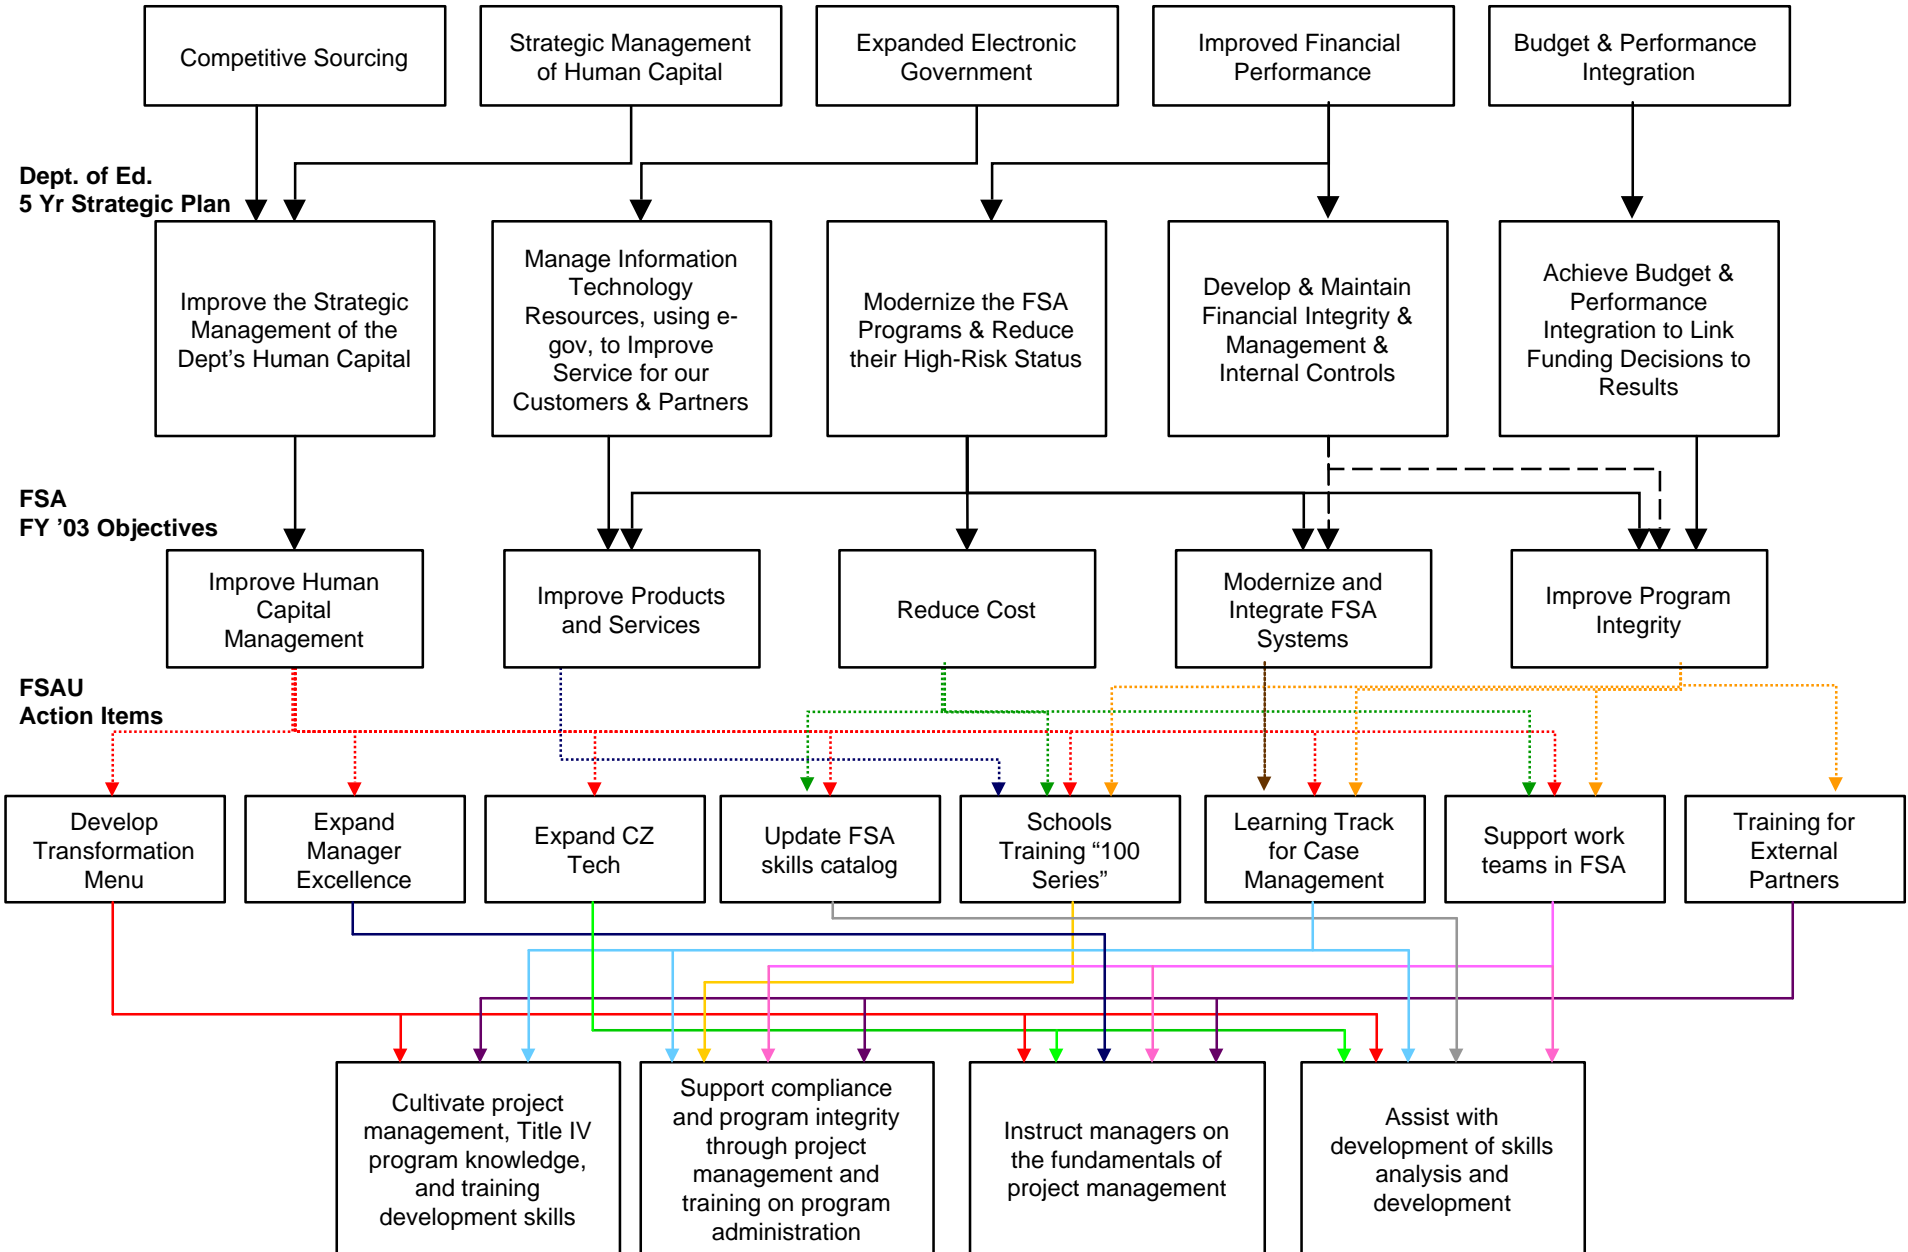 Competitive Sourcing
Strategic Management
of Human Capital
Expanded Electronic
Government
Improved Financial
Performance
Budget & Performance
Integration
Dept. of Ed.
5 Yr Strategic Plan
Improve the Strategic
Management of the
Dept’s Human Capital
Manage Information
Technology
Resources, using e-
gov, to Improve
Service for our
Customers & Partners
Modernize the FSA
Programs & Reduce
their High-Risk Status
Develop & Maintain
Financial Integrity &
Management &
Internal Controls
Achieve Budget &
Performance
Integration to Link
Funding Decisions to
Results
FSA
FY ’03 Objectives
Improve Human
Capital
Management
Improve Products
and Services
Reduce Cost
Modernize and
Integrate FSA
Systems
Improve Program
Integrity
FSAU
Action Items
Develop
Transformation
Menu
Expand
Manager
Excellence
Expand CZ
Tech
Update FSA
skills catalog
Schools
Training “100
Series”
Learning Track
for Case
Management
Support work
teams in FSA
Training for
External
Partners
Cultivate project
management, Title IV
program knowledge,
and training
development skills
Support compliance
and program integrity
through project
management and
training on program
administration
Instruct managers on
the fundamentals of
project management
Assist with
development of skills
analysis and
development